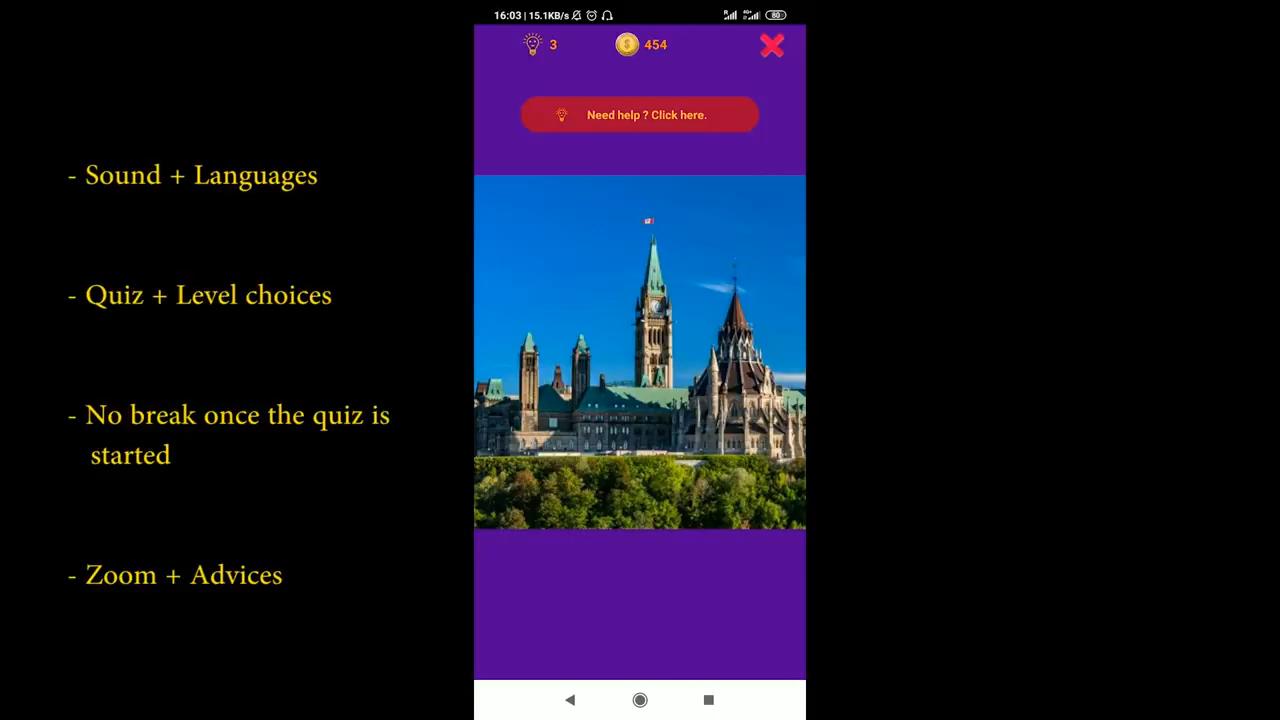 16:03 | 15.1KB/s
80
3
454
Need help ? Click here.
- Sound + Languages
- Quiz + Level choices
- No break once the quiz is
started
- Zoom + Advices